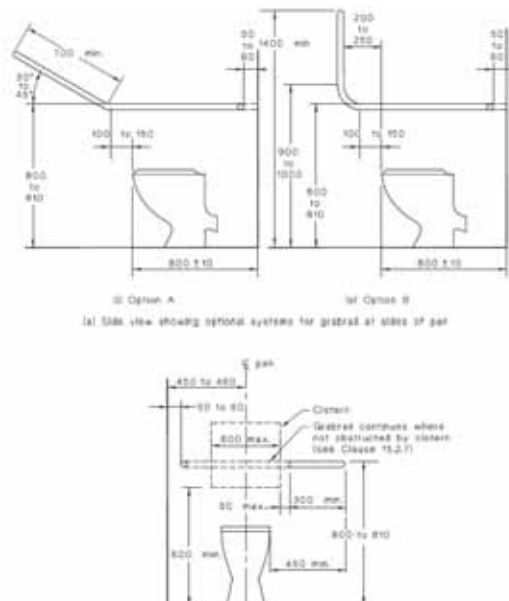 700 min.
30°
to
45°
50
to
60
100 to 150
800
to
810
800 ±10
(i) Option A
1400 min
200
to
250
50
to
60
900
to
1000
100 to 150
800
to
810
800 ±10
(ii) Option B
(a) Side view showing optional systems for grabrail at sides of pan
pan
450 to 460
50 to 60
Cistern
600 max.
Grabrail continues where
not obstructed by cistern
(see Clause 15.2.7)
50 max.
300 min.
600 min.
800 to 810
450 min.